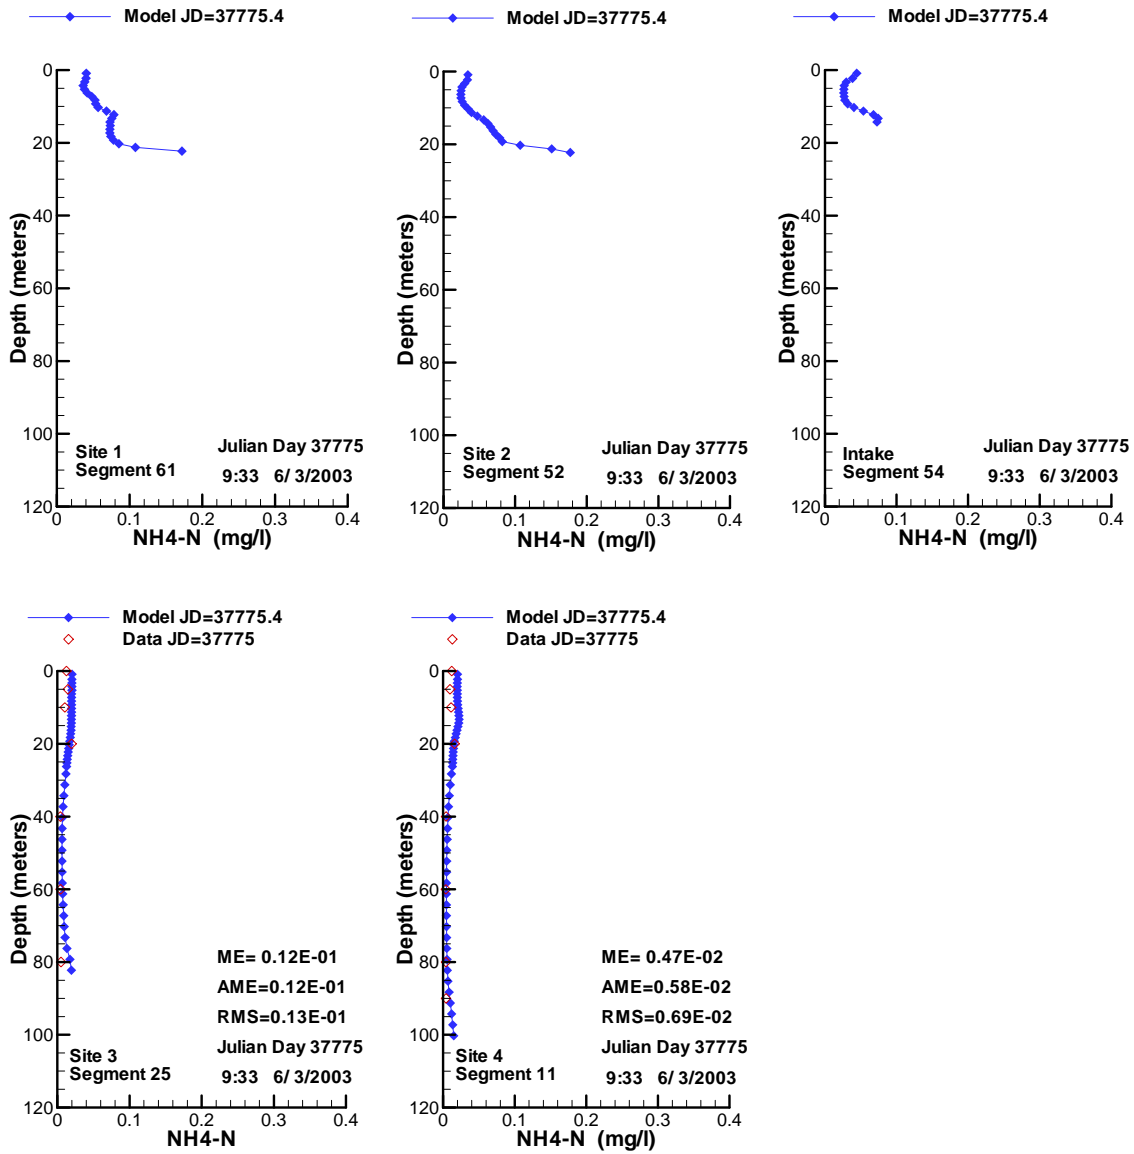 Model JD=37775.4
0
20
40
60
80
100
120
Depth (meters)
Site 1
Segment 61
Julian Day 37775
9:33 6/ 3/2003
0 0.1 0.2 0.3 0.4
NH4-N (mg/l)
Model JD=37775.4
0
20
40
60
80
100
120
Depth (meters)
Site 2
Segment 52
Julian Day 37775
9:33 6/ 3/2003
0 0.1 0.2 0.3 0.4
NH4-N (mg/l)
Model JD=37775.4
0
20
40
60
80
100
120
Depth (meters)
Intake
Segment 54
Julian Day 37775
9:33 6/ 3/2003
0 0.1 0.2 0.3 0.4
NH4-N (mg/l)
Model JD=37775.4
Data JD=37775
0
20
40
60
80
100
120
Depth (meters)
ME= 0.12E-01
AME=0.12E-01
RMS=0.13E-01
Site 3
Segment 25
Julian Day 37775
9:33 6/ 3/2003
0 0.1 0.2 0.3 0.4
NH4-N
Model JD=37775.4
Data JD=37775
0
20
40
60
80
100
120
Depth (meters)
ME= 0.47E-02
AME=0.58E-02
RMS=0.69E-02
Site 4
Segment 11
Julian Day 37775
9:33 6/ 3/2003
0 0.1 0.2 0.3 0.4
NH4-N (mg/l)